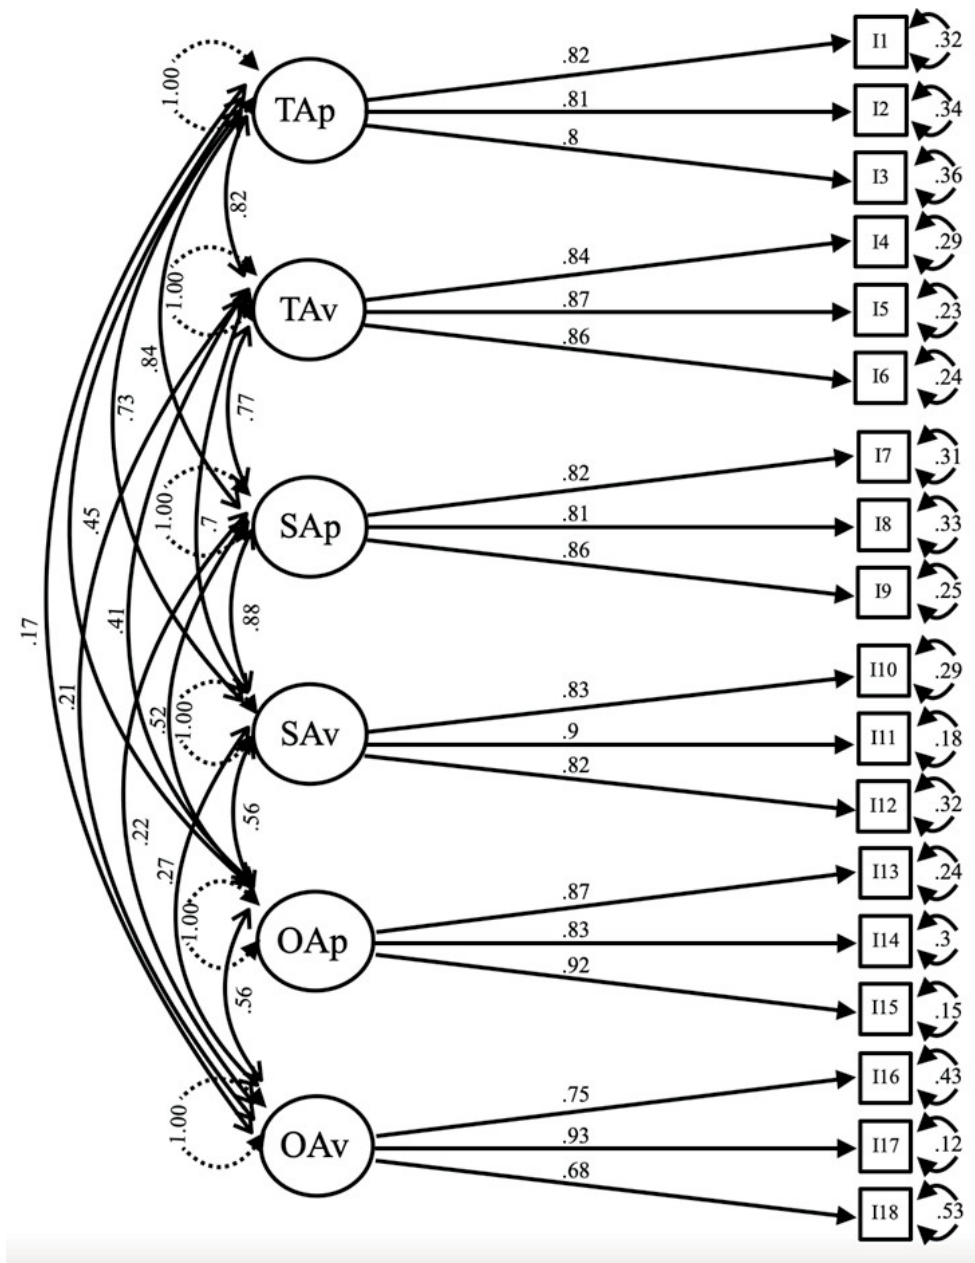 I1 .32
.82
1.00
TAp .81 I2 .34
.8
I3 .36
.82
I4 .29
.84
1.00
TAv .87 I5 .23
.86
I6 .24
.84
.73
.77
I7 .31
.82
1.00
.45
.7
SAp .81 I8 .33
.86
I9 .25
.41
.88
.17
I10 .29
.83
.21
.52
1.00
SAv .9 I11 .18
.82
I12 .32
.56
.22
.27
I13 .24
.87
1.00
OAp .83 I14 .3
.92
.56
I15 .15
I16 .43
.75
1.00
OAv .93 I17 .12
.68
I18 .53